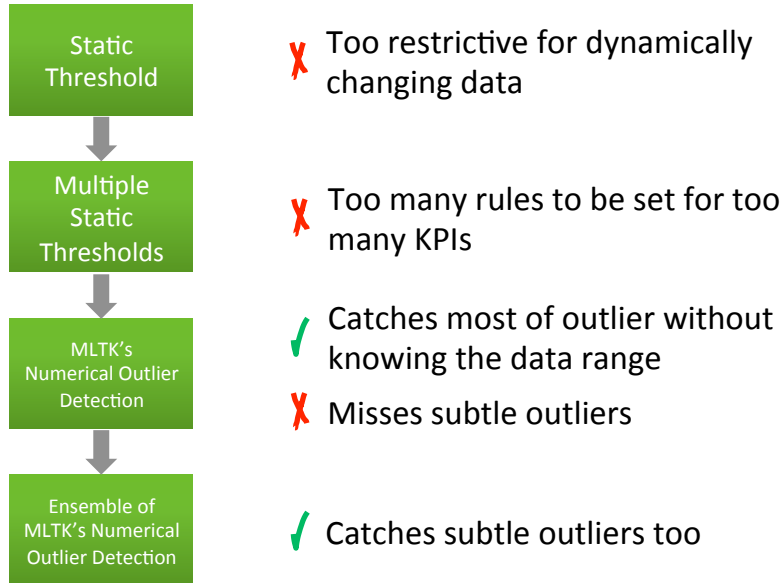 Static
Threshold
Too restrictive for dynamically
changing data
Multiple
Static
Thresholds
Too many rules to be set for too
many KPIs
MLTK's
Numerical Outlier
Detection
Catches most of outlier without
knowing the data range
Misses subtle outliers
Ensemble of
MLTK's Numerical
Outlier Detection
Catches subtle outliers too